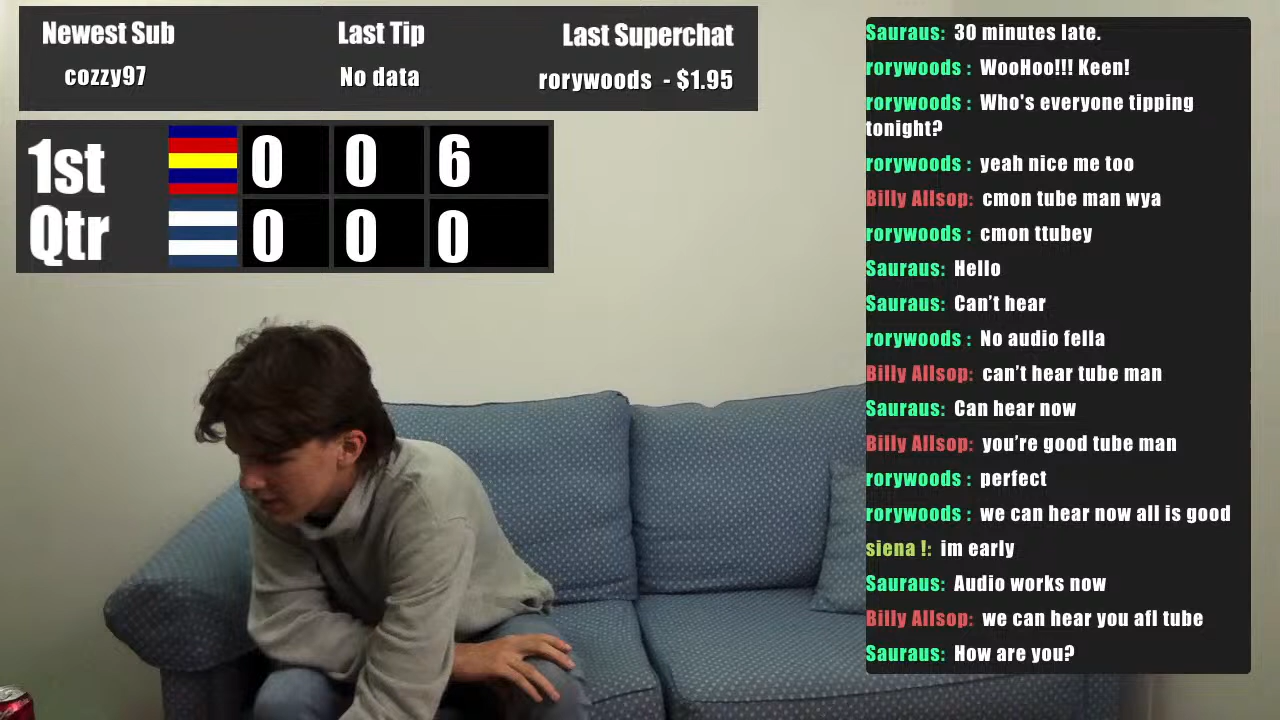 Newest Sub
Last Tip
Last Superchat
cozzy97
No data
rorywoods - $1.95
1st
Qtr
0 0 6
0 0 0
Sauraus: 30 minutes late.
rorywoods : WooHoo!!! Keen!
rorywoods : Who's everyone tipping
tonight?
rorywoods : yeah nice me too
Billy Allsop: cmon tube man wya
rorywoods : cmon ttubey
Sauraus: Hello
Sauraus: Can’t hear
rorywoods : No audio fella
Billy Allsop: can’t hear tube man
Sauraus: Can hear now
Billy Allsop: you’re good tube man
rorywoods : perfect
rorywoods : we can hear now all is good
siena !: im early
Sauraus: Audio works now
Billy Allsop: we can hear you afl tube
Sauraus: How are you?